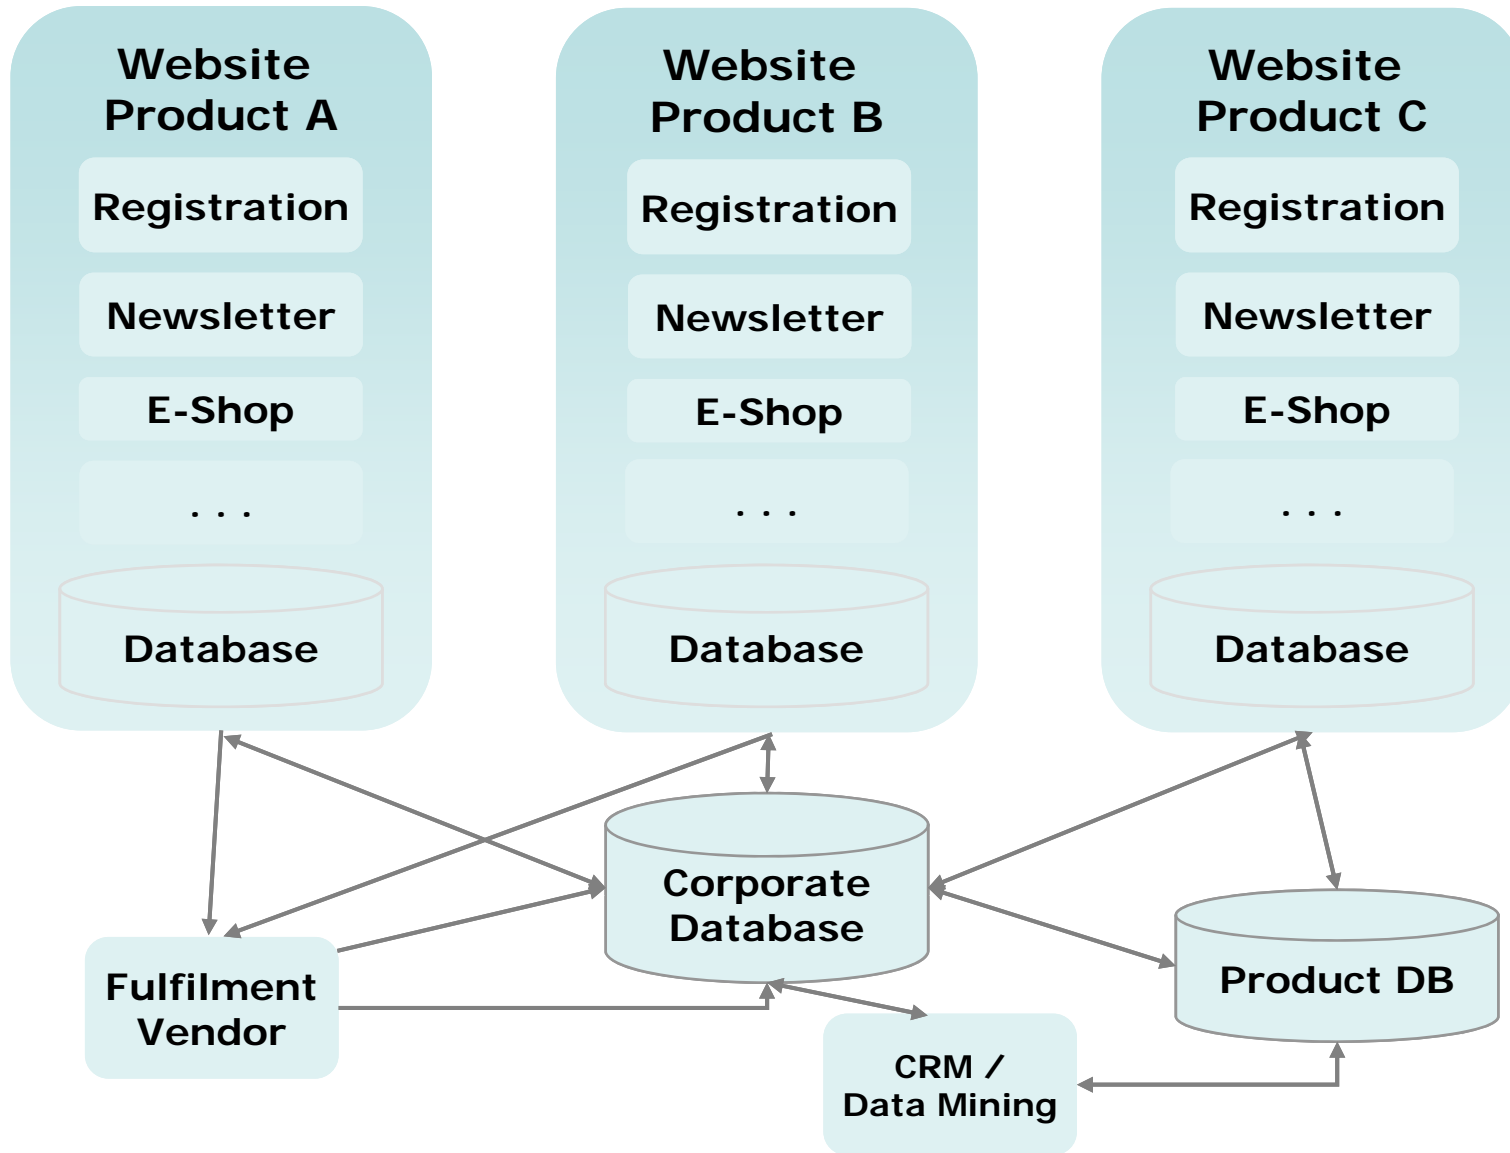 Website
Product A
Registration
Newsletter
E-Shop
. . .
Database
Website
Product B
Registration
Newsletter
E-Shop
. . .
Database
Website
Product C
Registration
Newsletter
E-Shop
. . .
Database
Corporate
Database
Fulfilment
Vendor
Product DB
CRM /
Data Mining